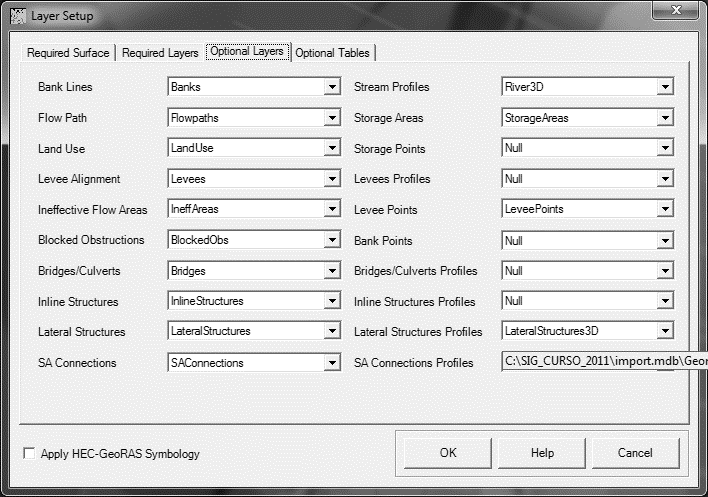 Layer Setup
Required Surface Required Layers Optional Layers Optional Tables
Bank Lines Banks Stream Profiles River3D
Flow Path Flowpaths Storage Areas StorageAreas
Land Use LandUse Storage Points Null
Levee Alignment Levees Levees Profiles Null
Ineffective Flow Areas IneffAreas Levee Points LeveePoints
Blocked Obstructions BlockedObs Bank Points Null
Bridges/Culverts Bridges Bridges/Culverts Profiles Null
Inline Structures InlineStructures Inline Structures Profiles Null
Lateral Structures LateralStructures Lateral Structures Profiles LateralStructures3D
SA Connections SAConnections SA Connections Profiles C:\SIG_CURSO_2011\import.mdb\Geor
Apply HEC-GeoRAS Symbology OK Help Cancel